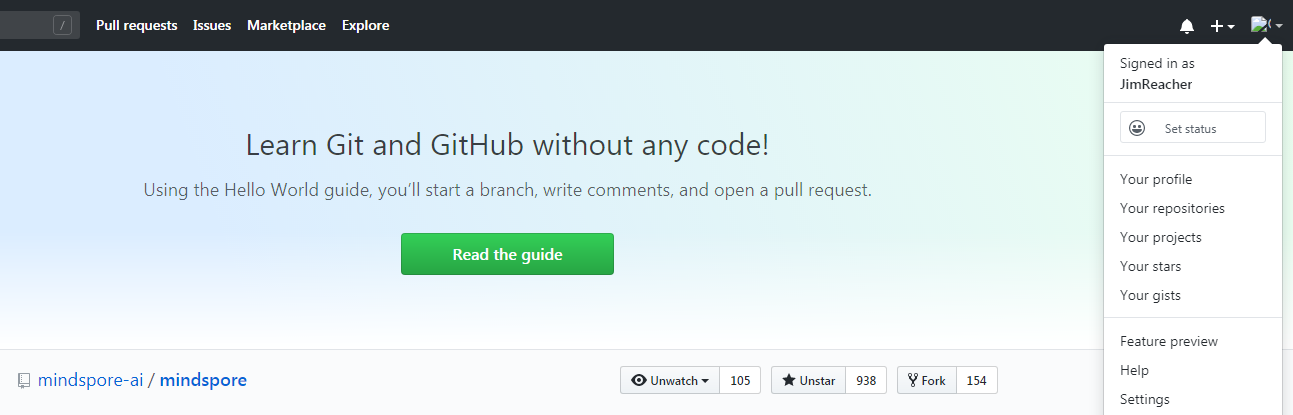 / Pull requests Issues Marketplace Explore
Signed in as
JimReacher
Set status
Your profile
Your repositories
Your projects
Your stars
Your gists
Feature preview
Help
Settings
Learn Git and GitHub without any code!
Using the Hello World guide, you’ll start a branch, write comments, and open a pull request.
Read the guide
mindspore-ai / mindspore Unwatch 105 Unstar 938 Fork 154